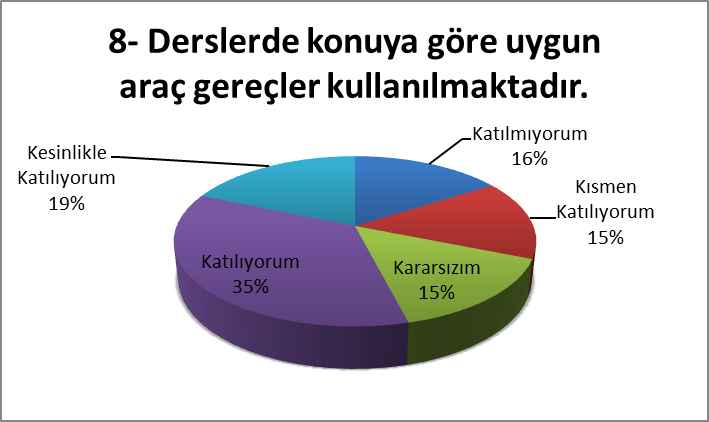 8- Derslerde konuya göre uygun
araç gereçler kullanılmaktadır.
Katılmıyorum
16%
Kısmen
Katılıyorum
15%
Kararsızım
15%
Katılıyorum
35%
Kesinlikle
Katılıyorum
19%